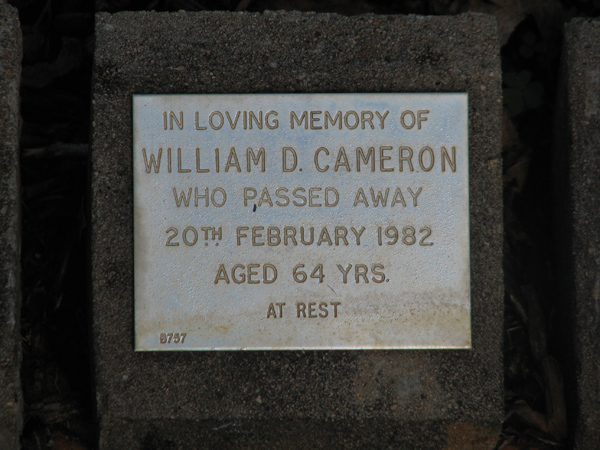 IN LOVING MEMORY OF
WILLIAM D. CAMERON
WHO PASSED AWAY
20TH FEBRUARY 1982
AGED 64 YRS.
AT REST
B757